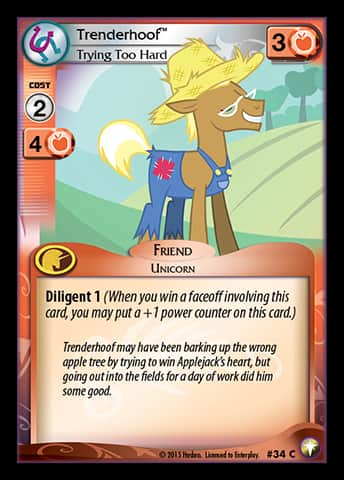 Trenderhoof™
Trying Too Hard
3
COST
2
4
FRIEND
UNICORN
Diligent 1 (When you win a faceoff involving this
card, you may put a +1 power counter on this card.)
Trenderhoof may have been barking up the wrong
apple tree by trying to win Applejack's heart, but
going out into the fields for a day of work did him
some good.
© 2015 Hasbro. Licensed to Enterplay.
#34 C